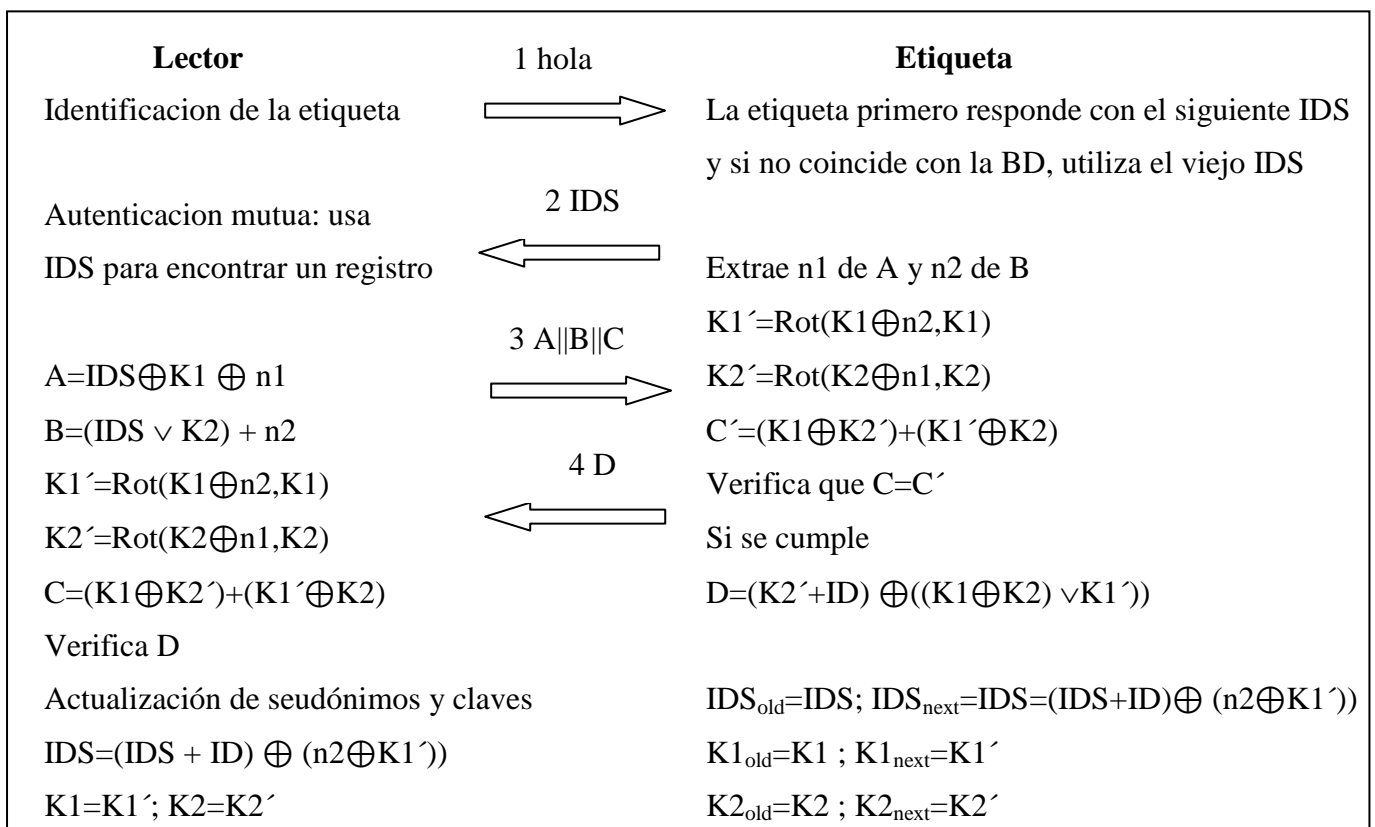 Lector 1 hola Etiqueta
Identificacion de la etiqueta La etiqueta primero responde con el siguiente IDS
y si no coincide con la BD, utiliza el viejo IDS
Autenticacion mutua: usa 2 IDS
IDS para encontrar un registro Extrae n1 de A y n2 de B
K1´=Rot(K1⊕n2,K1)
3 A||B||C
A=IDS⊕K1 ⊕ n1 K2´=Rot(K2⊕n1,K2)
B=(IDS ∨ K2) + n2 C´=(K1⊕K2´)+(K1´⊕K2)
4 D
K1´=Rot(K1⊕n2,K1) Verifica que C=C´
K2´=Rot(K2⊕n1,K2) Si se cumple
C=(K1⊕K2´)+(K1´⊕K2) D=(K2´+ID) ⊕((K1⊕K2) ∨K1´))
Verifica D
Actualización de seudónimos y claves IDSold=IDS; IDSnext=IDS=(IDS+ID)⊕ (n2⊕K1´))
IDS=(IDS + ID) ⊕ (n2⊕K1´)) K1old=K1 ; K1next=K1´
K1=K1´; K2=K2´ K2old=K2 ; K2next=K2´